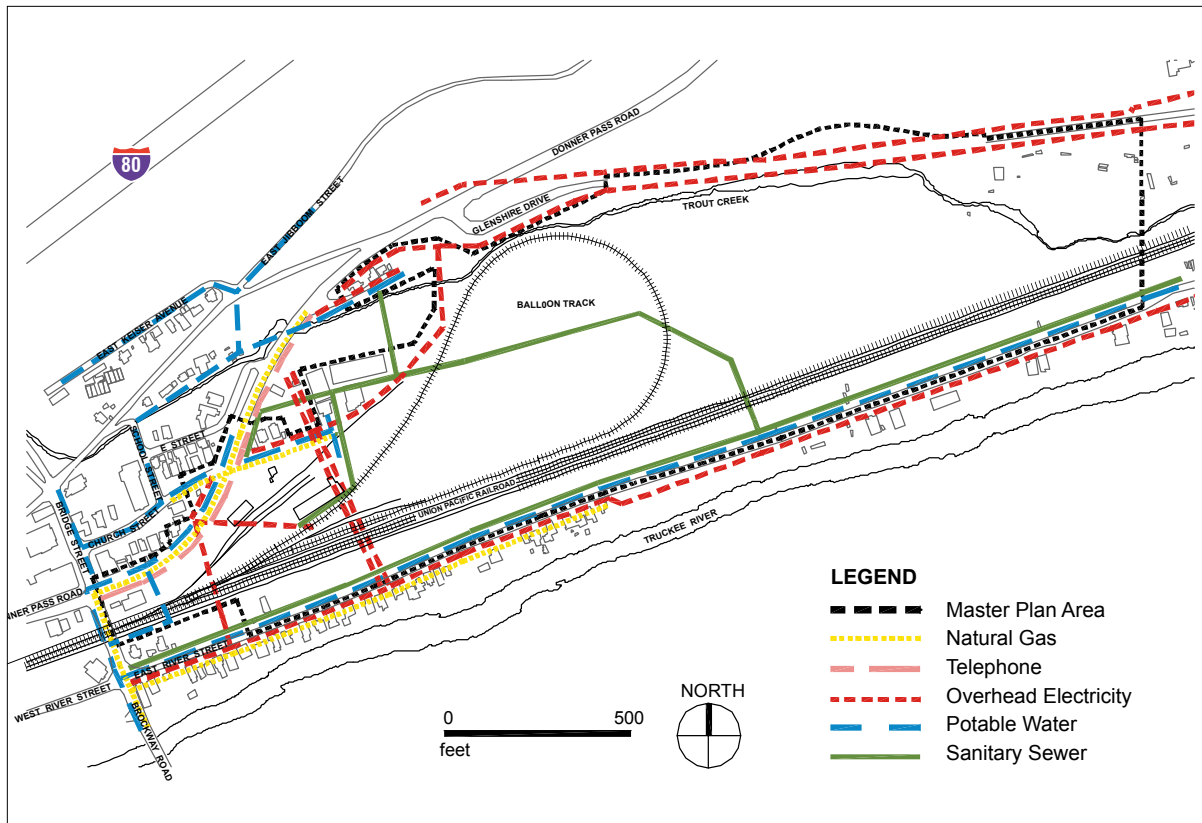 80
DONNER PASS ROAD
EAST JIBBOOM STREET
GLENSHIRE DRIVE
TROUT CREEK
EAST KEISER AVENUE
BALLOON TRACK
E STREET
SCHOOL STREET
BRIDGE STREET
CHURCH STREET
UNION PACIFIC RAILROAD
TRUCKEE RIVER
NNER PASS ROAD
EAST RIVER STREET
WEST RIVER STREET
BROCKWAY ROAD
0 500
feet
NORTH
LEGEND
Master Plan Area
Natural Gas
Telephone
Overhead Electricity
Potable Water
Sanitary Sewer